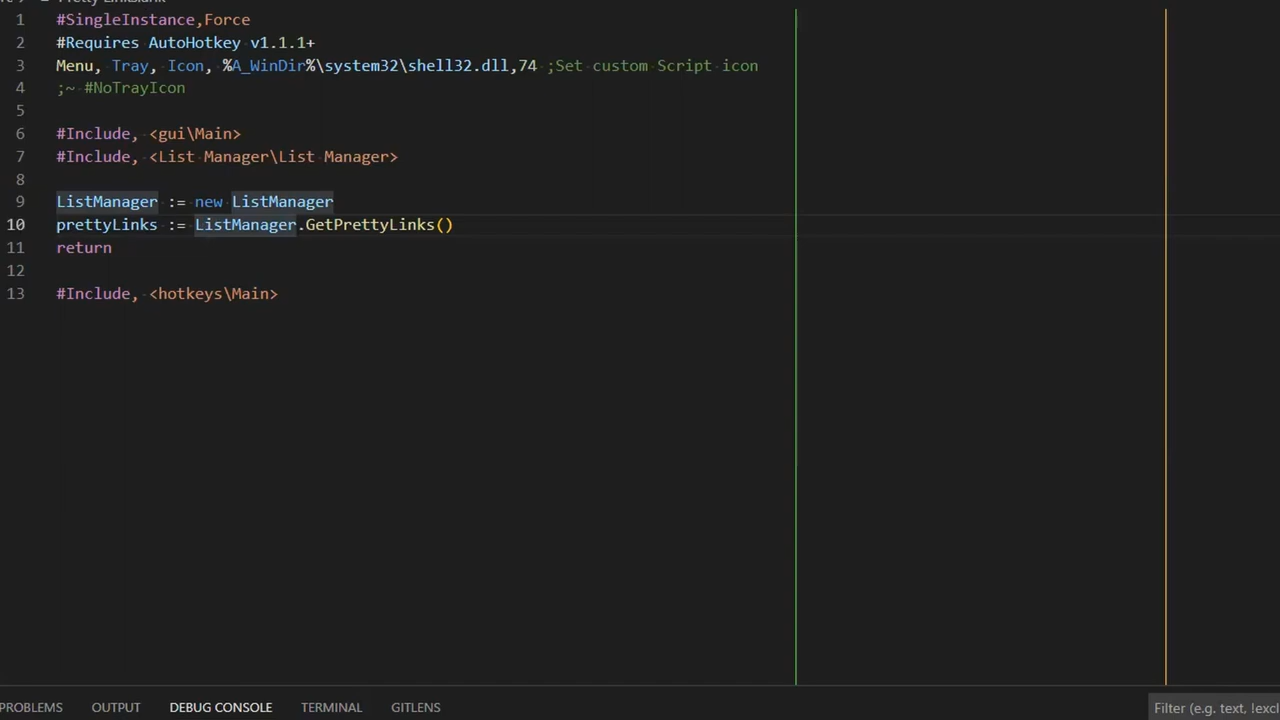 1 #SingleInstance,Force
2 #Requires AutoHotkey v1.1.1+
3 Menu, Tray, Icon, %A_WinDir%\system32\shell32.dll,74 ;Set custom Script icon
4 ;~ #NoTrayIcon
5
6 #Include, <gui\Main>
7 #Include, <List Manager\List Manager>
8
9 ListManager := new ListManager
10 prettyLinks := ListManager.GetPrettyLinks()
11 return
12
13 #Include, <hotkeys\Main>
PROBLEMS OUTPUT DEBUG CONSOLE TERMINAL GITLENS Filter (e.g. text, !excl